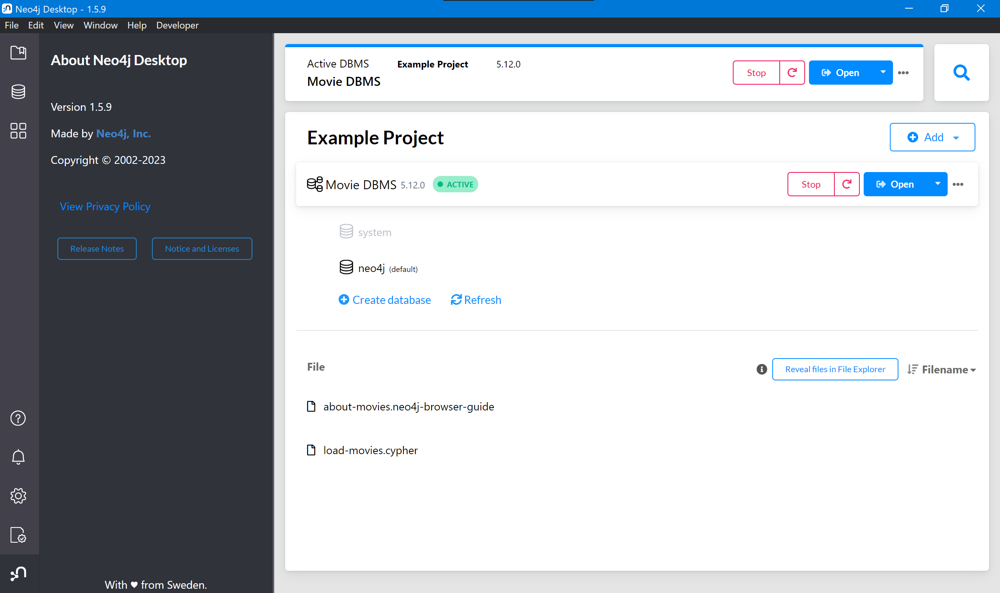 Neo4j Desktop - 1.5.9
File Edit View Window Help Developer
About Neo4j Desktop
Version 1.5.9
Made by Neo4j, Inc.
Copyright © 2002-2023
View Privacy Policy
Release Notes
Notice and Licenses
With ♥ from Sweden.
Active DBMS
Movie DBMS
Example Project
5.12.0
Stop
Open
Example Project
Add
Movie DBMS 5.12.0 ACTIVE
Stop
Open
system
neo4j (default)
Create database
Refresh
File
Reveal files in File Explorer
Filename
about-movies.neo4j-browser-guide
load-movies.cypher